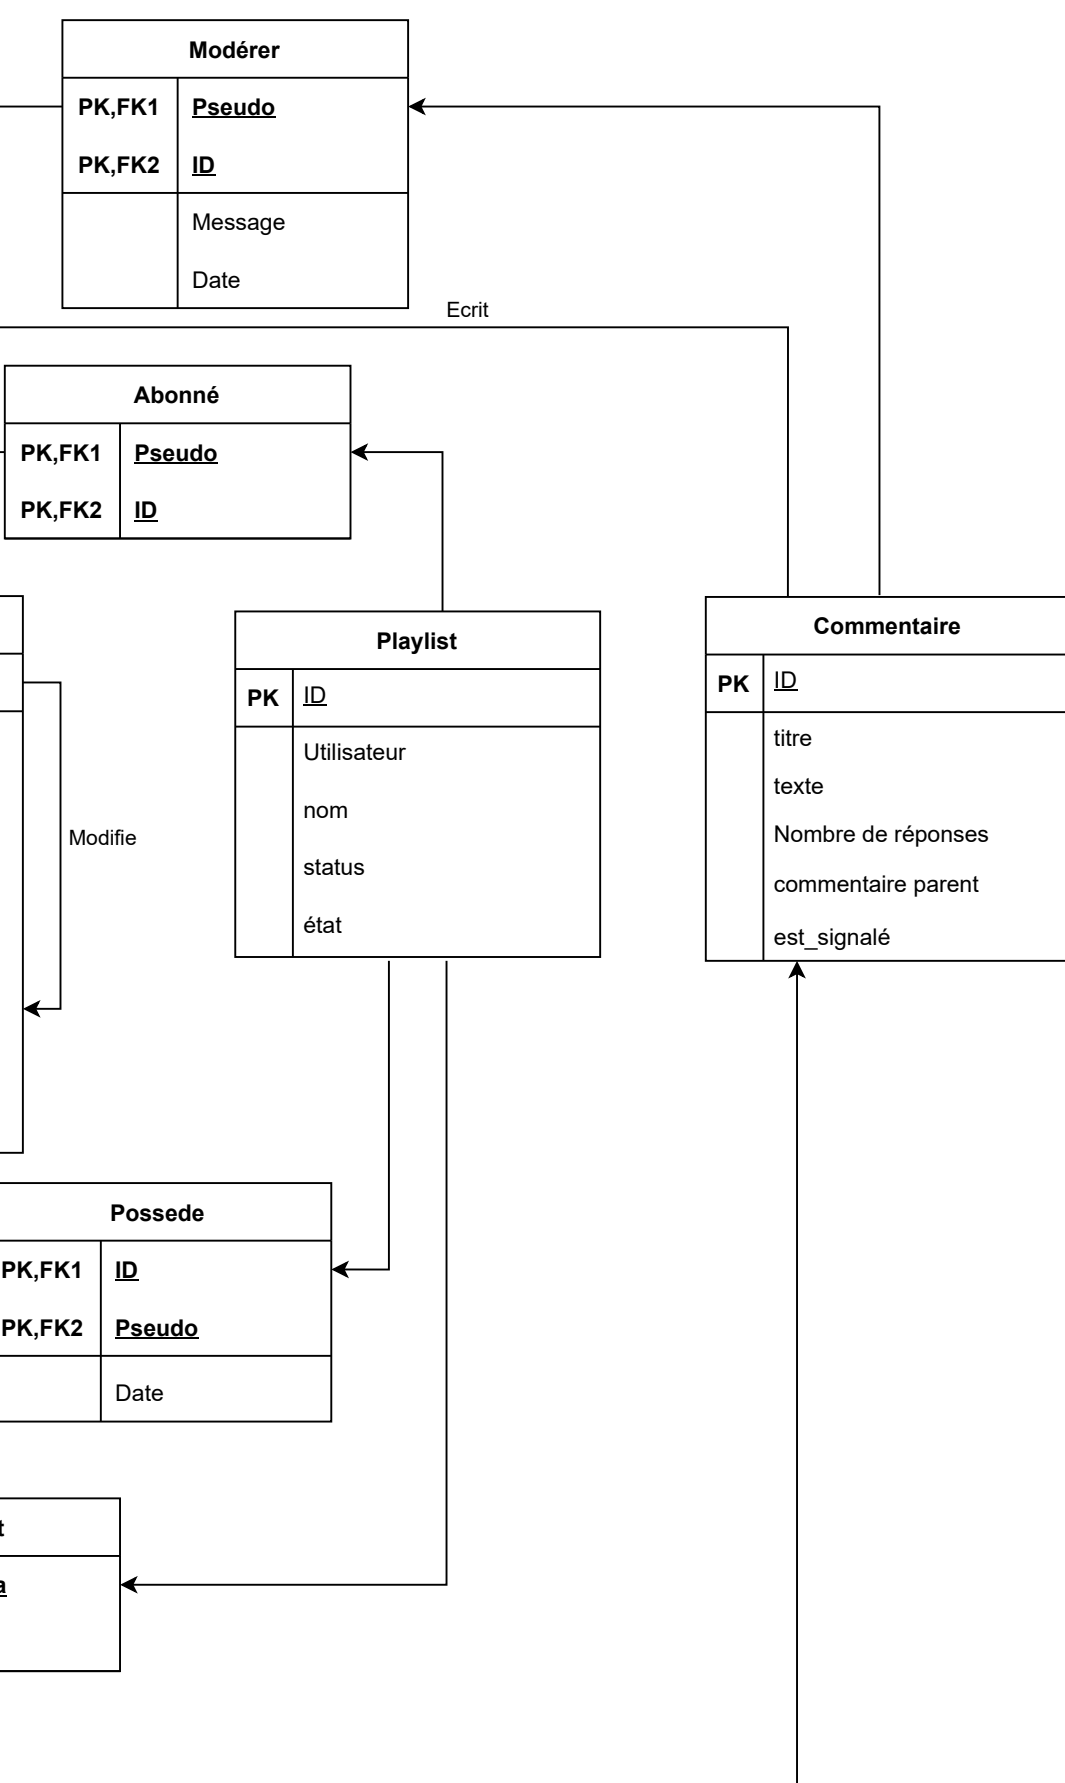 Modérer
PK,FK1 Pseudo
PK,FK2 ID
Message
Date
Ecrit
Abonné
PK,FK1 Pseudo
PK,FK2 ID
Playlist
PK ID
Utilisateur
nom
status
état
Commentaire
PK ID
titre
texte
Nombre de réponses
commentaire parent
est_signalé
Modifie
Possede
PK,FK1 ID
PK,FK2 Pseudo
Date